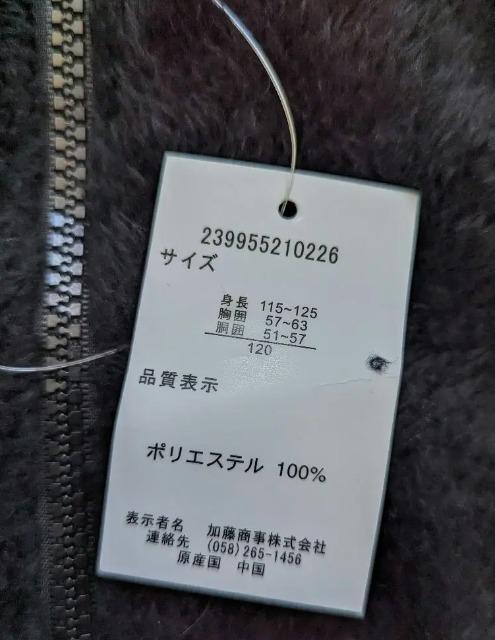 239955210226
サイズ
身長 115~125
胸囲 57~63
胴囲 51~57
120
品質表示
ポリエステル 100%
表示者名 加藤商事株式会社
連絡先 (058)265-1456
原産国 中国